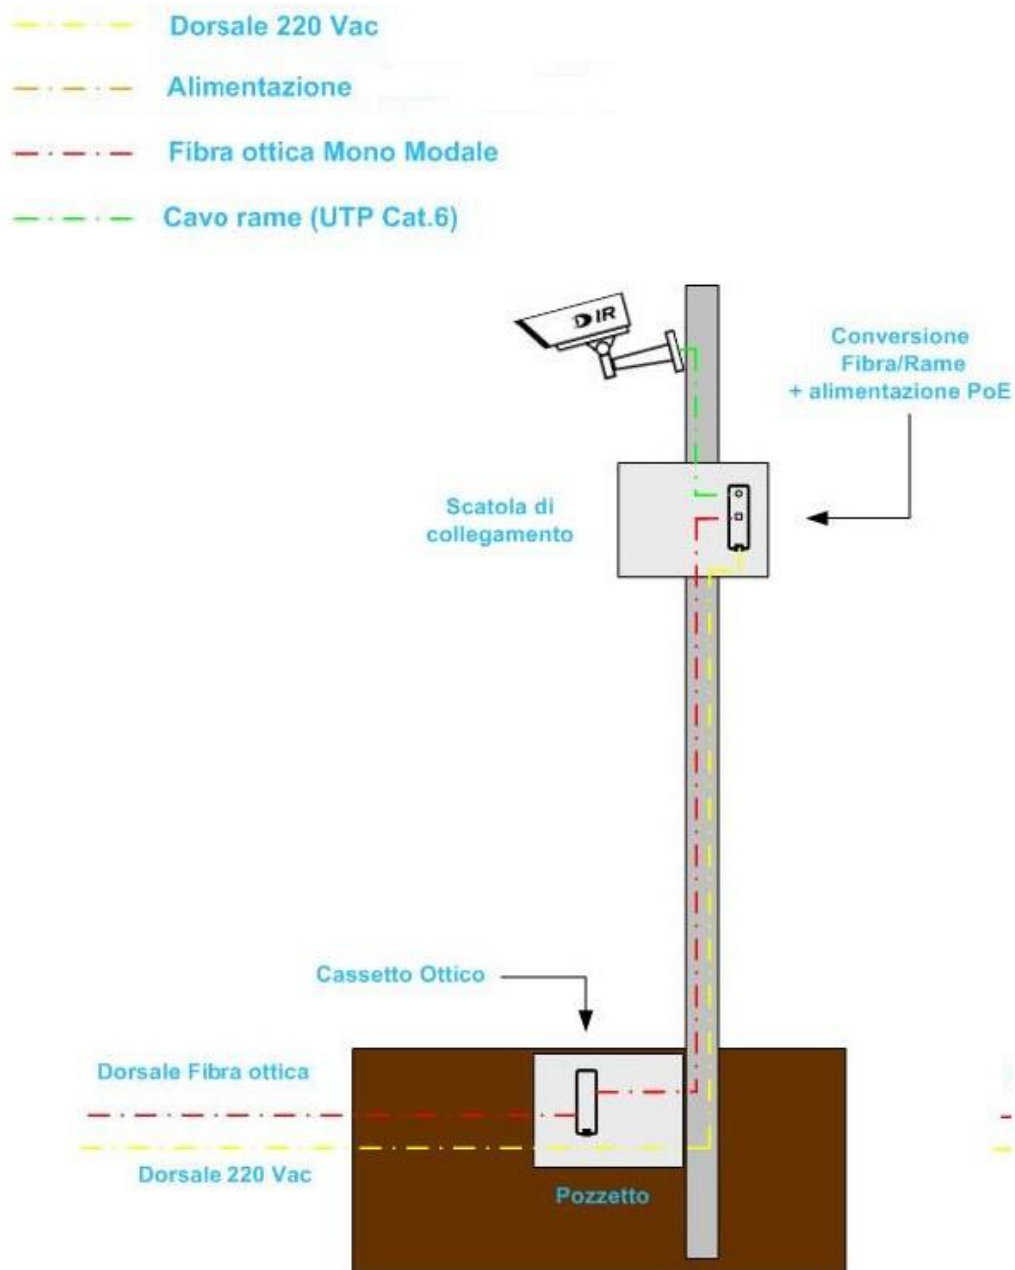 Dorsale 220 Vac
Alimentazione
Fibra ottica Mono Modale
Cavo rame (UTP Cat.6)
IR
Conversione
Fibra/Rame
+ alimentazione PoE
Scatola di
collegamento
Cassetto Ottico
Dorsale Fibra ottica
Dorsale 220 Vac
Pozzetto